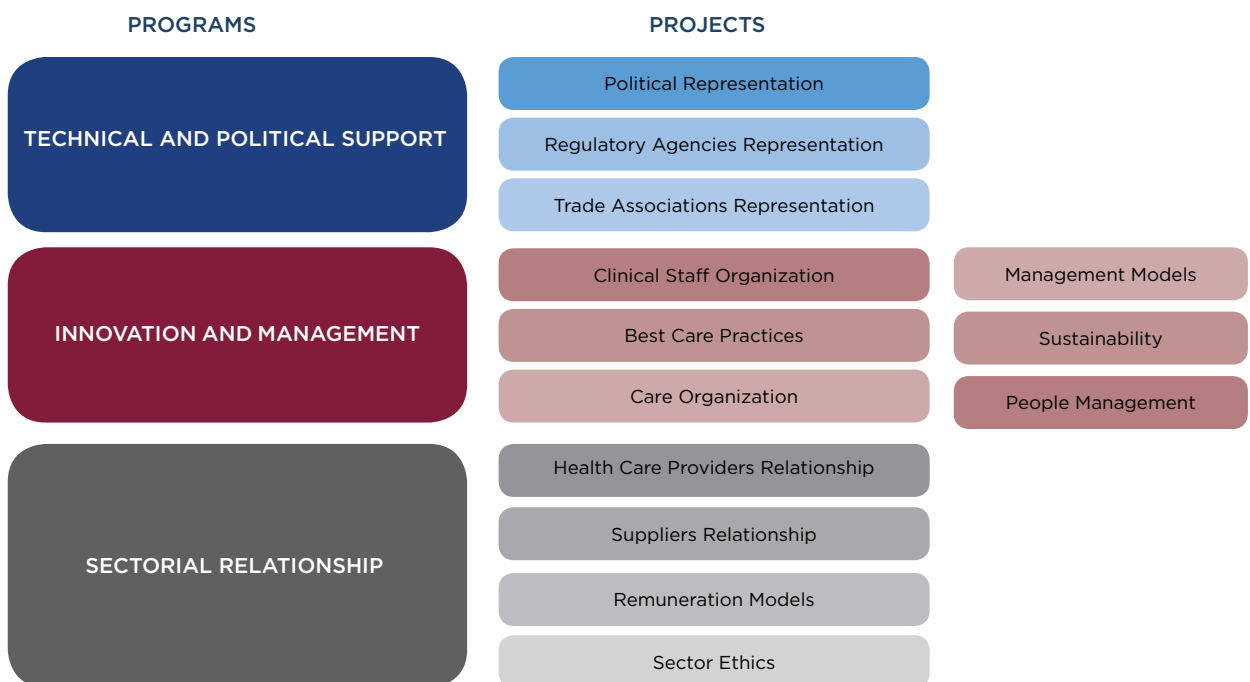 PROGRAMS
PROJECTS
TECHNICAL AND POLITICAL SUPPORT
Political Representation
Regulatory Agencies Representation
Trade Associations Representation
INNOVATION AND MANAGEMENT
Clinical Staff Organization
Best Care Practices
Care Organization
Management Models
Sustainability
People Management
SECTORIAL RELATIONSHIP
Health Care Providers Relationship
Suppliers Relationship
Remuneration Models
Sector Ethics